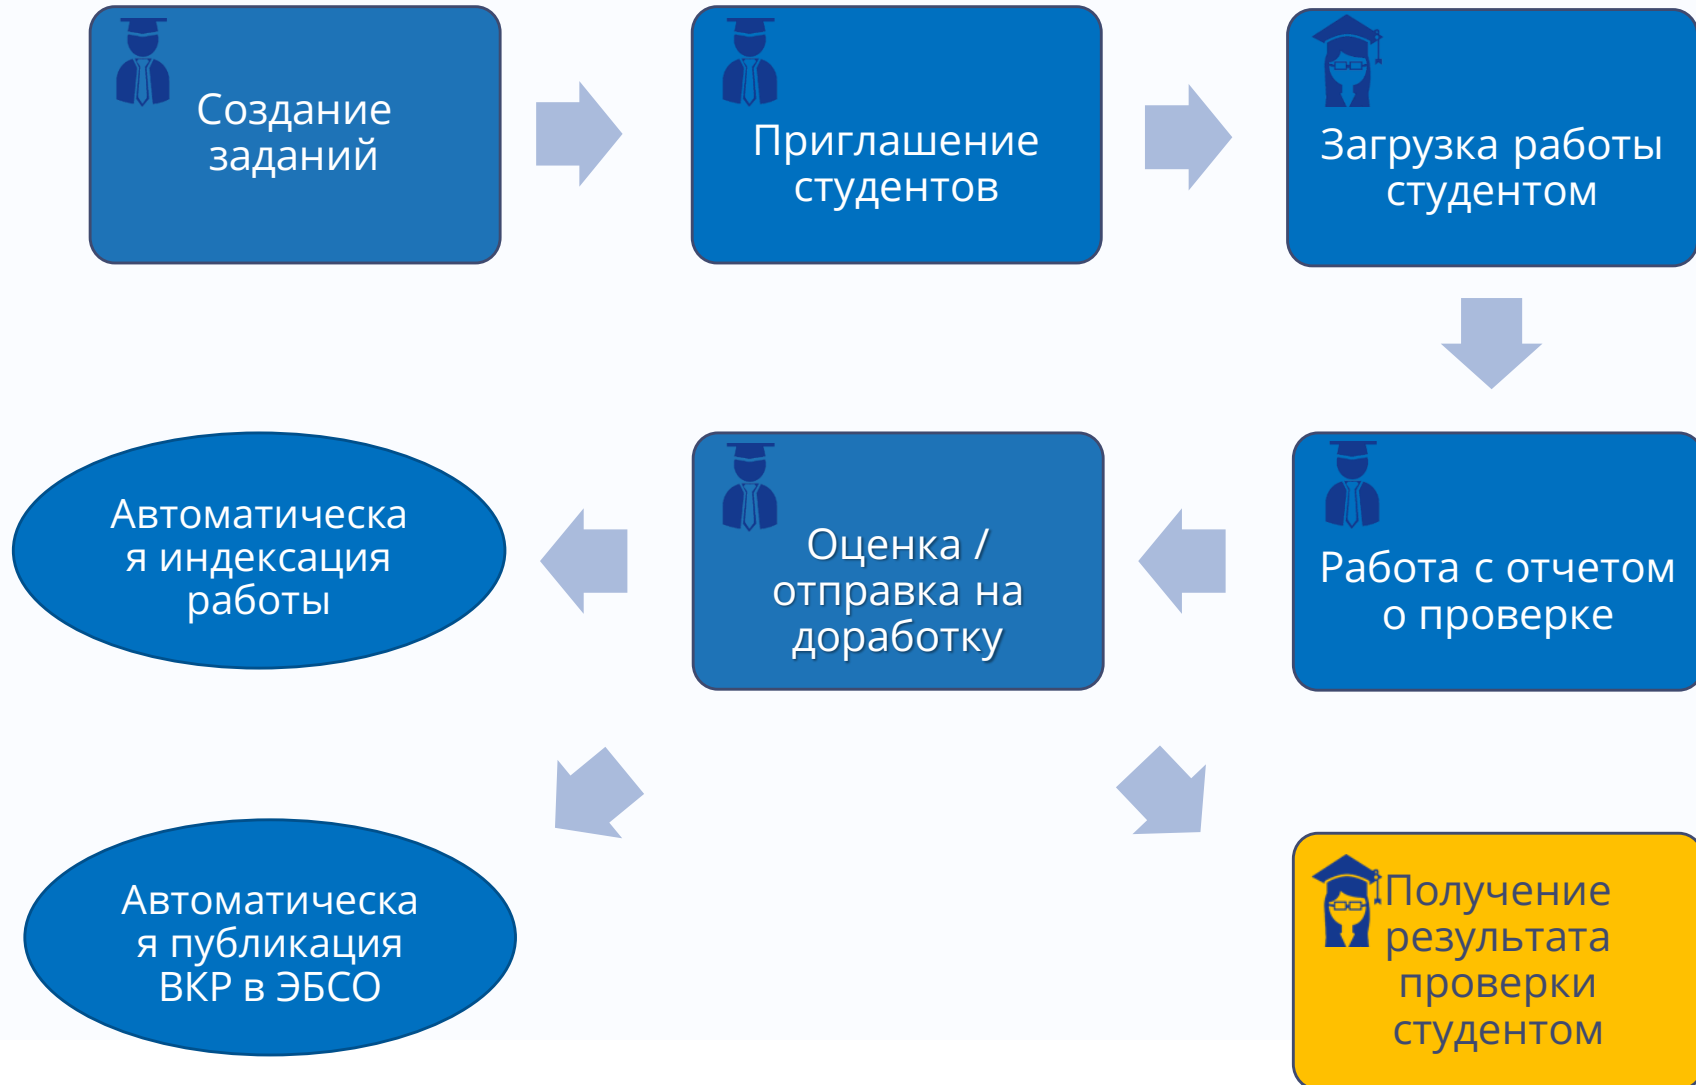 Создание
заданий
Приглашение
студентов
Загрузка работы
студентом
Автоматическа
я индексация
работы
Оценка /
отправка на
доработку
Работа с отчетом
о проверке
Автоматическа
я публикация
ВКР в ЭБСО
Получение
результата
проверки
студентом